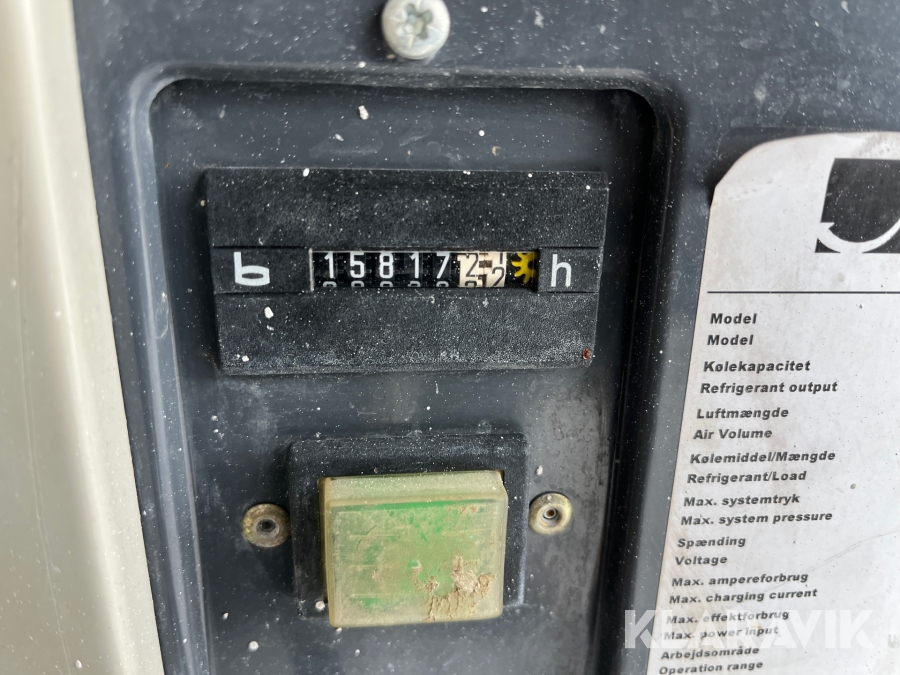 b 1581722 h
Model
Model
Kølekapacitet
Refrigerant output
Luftmængde
Air Volume
Kølemiddel/Mængde
Refrigerant/Load
Max. systemtryk
Max. system pressure
Spænding
Voltage
Max. ampereforbrug
Max. charging current
Max. effektforbrug
Max. power input
Arbejdsområde
Operation range
KLARAVIK